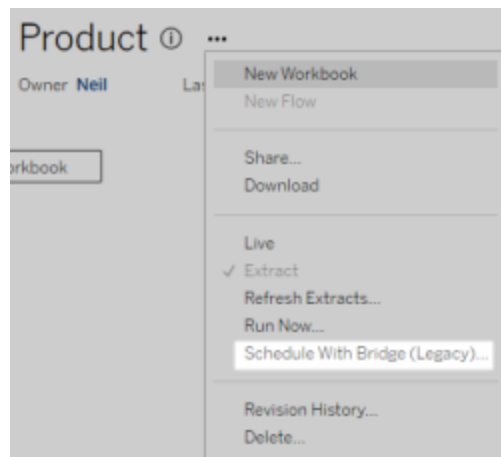 Product ⓘ ...
Owner Neil
New Workbook
New Flow
Share...
Download
Live
✓ Extract
Refresh Extracts...
Run Now...
Schedule With Bridge (Legacy)...
Revision History...
Delete...